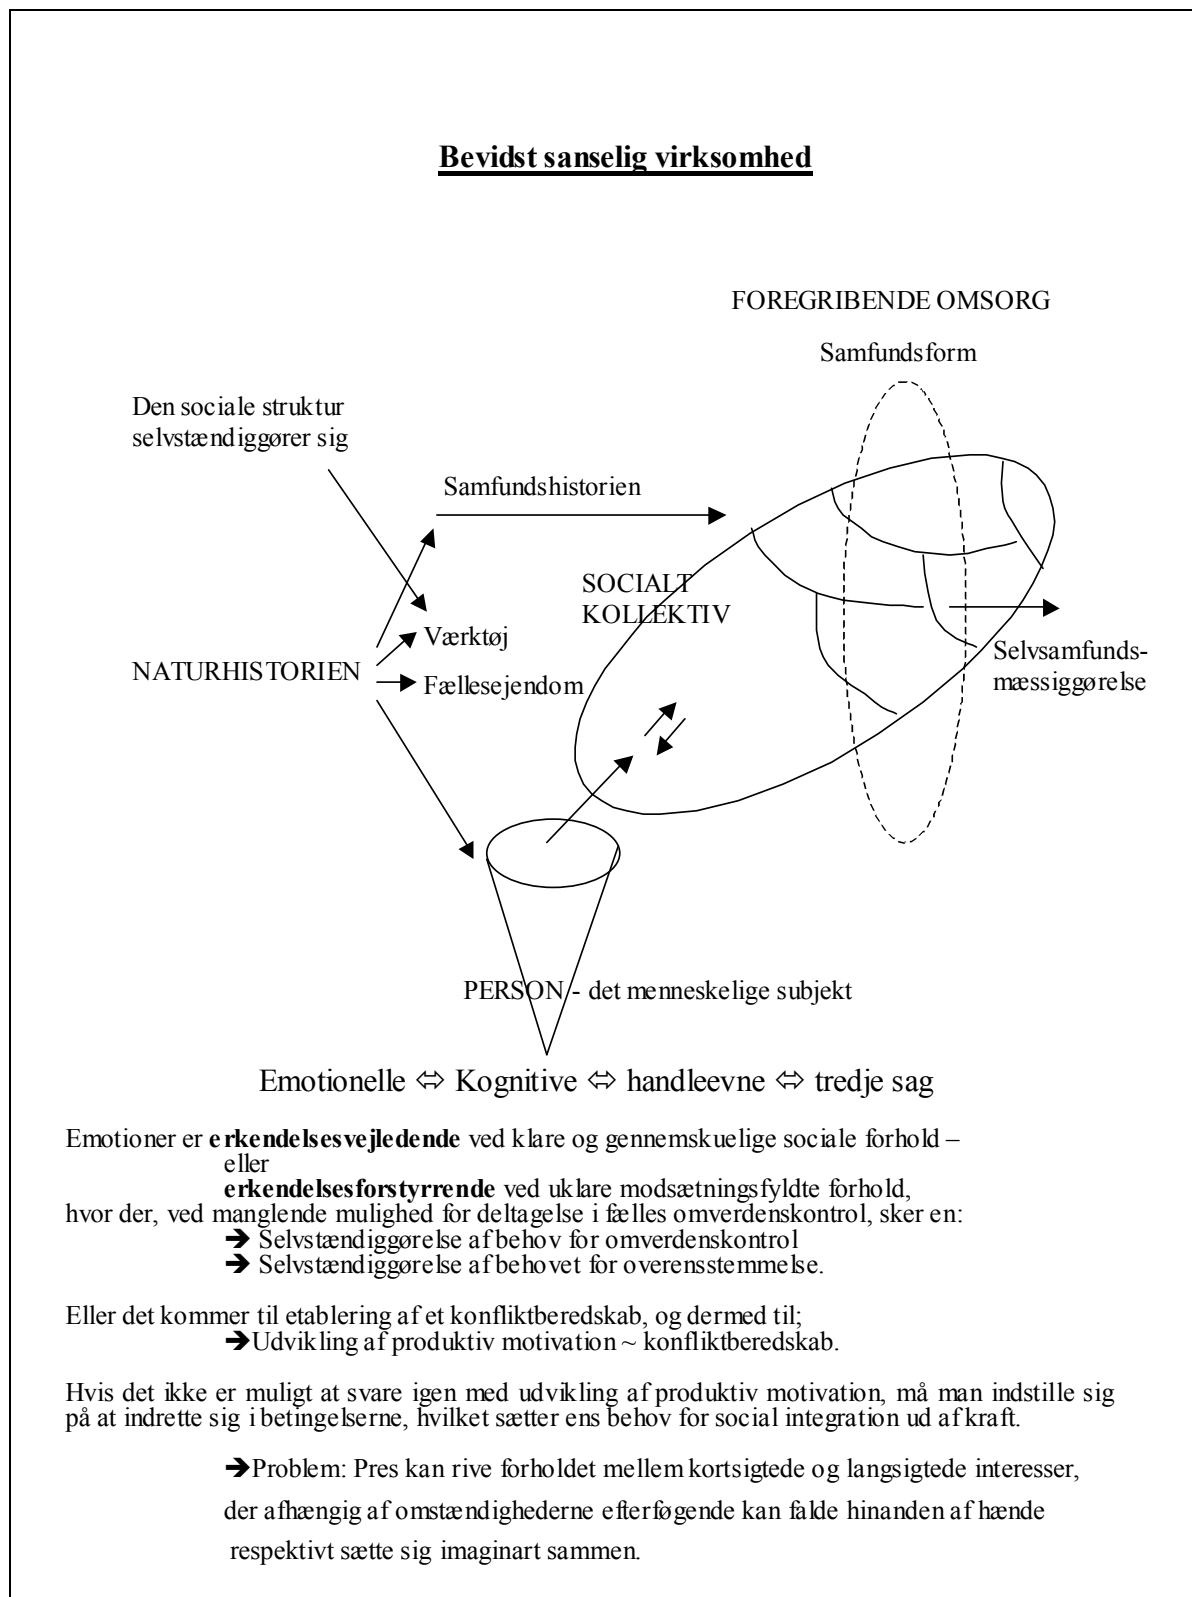 Bevidst sanselig virksomhed
FOREGRIBENDE OMSORG
Samfundsform
Den sociale struktur
selvstændiggører sig
Samfundshistorien
SOCIALT
KOLLEKTIV
Værktøj
NATURHISTORIEN
Fællesejendom
Selvsamfunds-
mæssiggørelse
PERSON - det menneskelige subjekt
Emotionelle ⇔ Kognitive ⇔ handleevne ⇔ tredje sag
Emotioner er erkendelsesvejledende ved klare og gennemskuelige sociale forhold –
eller
erkendelsesforstyrrende ved uklare modsætningsfyldte forhold,
hvor der, ved manglende mulighed for deltagelse i fælles omverdenskontrol, sker en:
➔ Selvstændiggørelse af behov for omverdenskontrol
➔ Selvstændiggørelse af behovet for overensstemmelse.
Eller det kommer til etablering af et konfliktberedskab, og dermed til;
➔Udvikling af produktiv motivation ~ konfliktberedskab.
Hvis det ikke er muligt at svare igen med udvikling af produktiv motivation, må man indstille sig
på at indrette sig i betingelserne, hvilket sætter ens behov for social integration ud af kraft.
➔Problem: Pres kan rive forholdet mellem kortsigtede og langsigtede interesser,
der afhængig af omstændighederne efterføgende kan falde hinanden af hænde
respektivt sætte sig imaginart sammen.